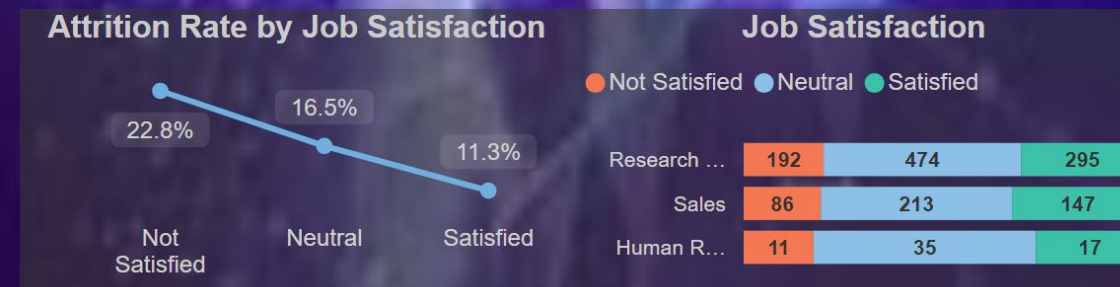 Attrition Rate by Job Satisfaction
22.8%
16.5%
11.3%
Not
Satisfied
Neutral
Satisfied
Job Satisfaction
Not Satisfied Neutral Satisfied
Research ... 192 474 295
Sales 86 213 147
Human R... 11 35 17